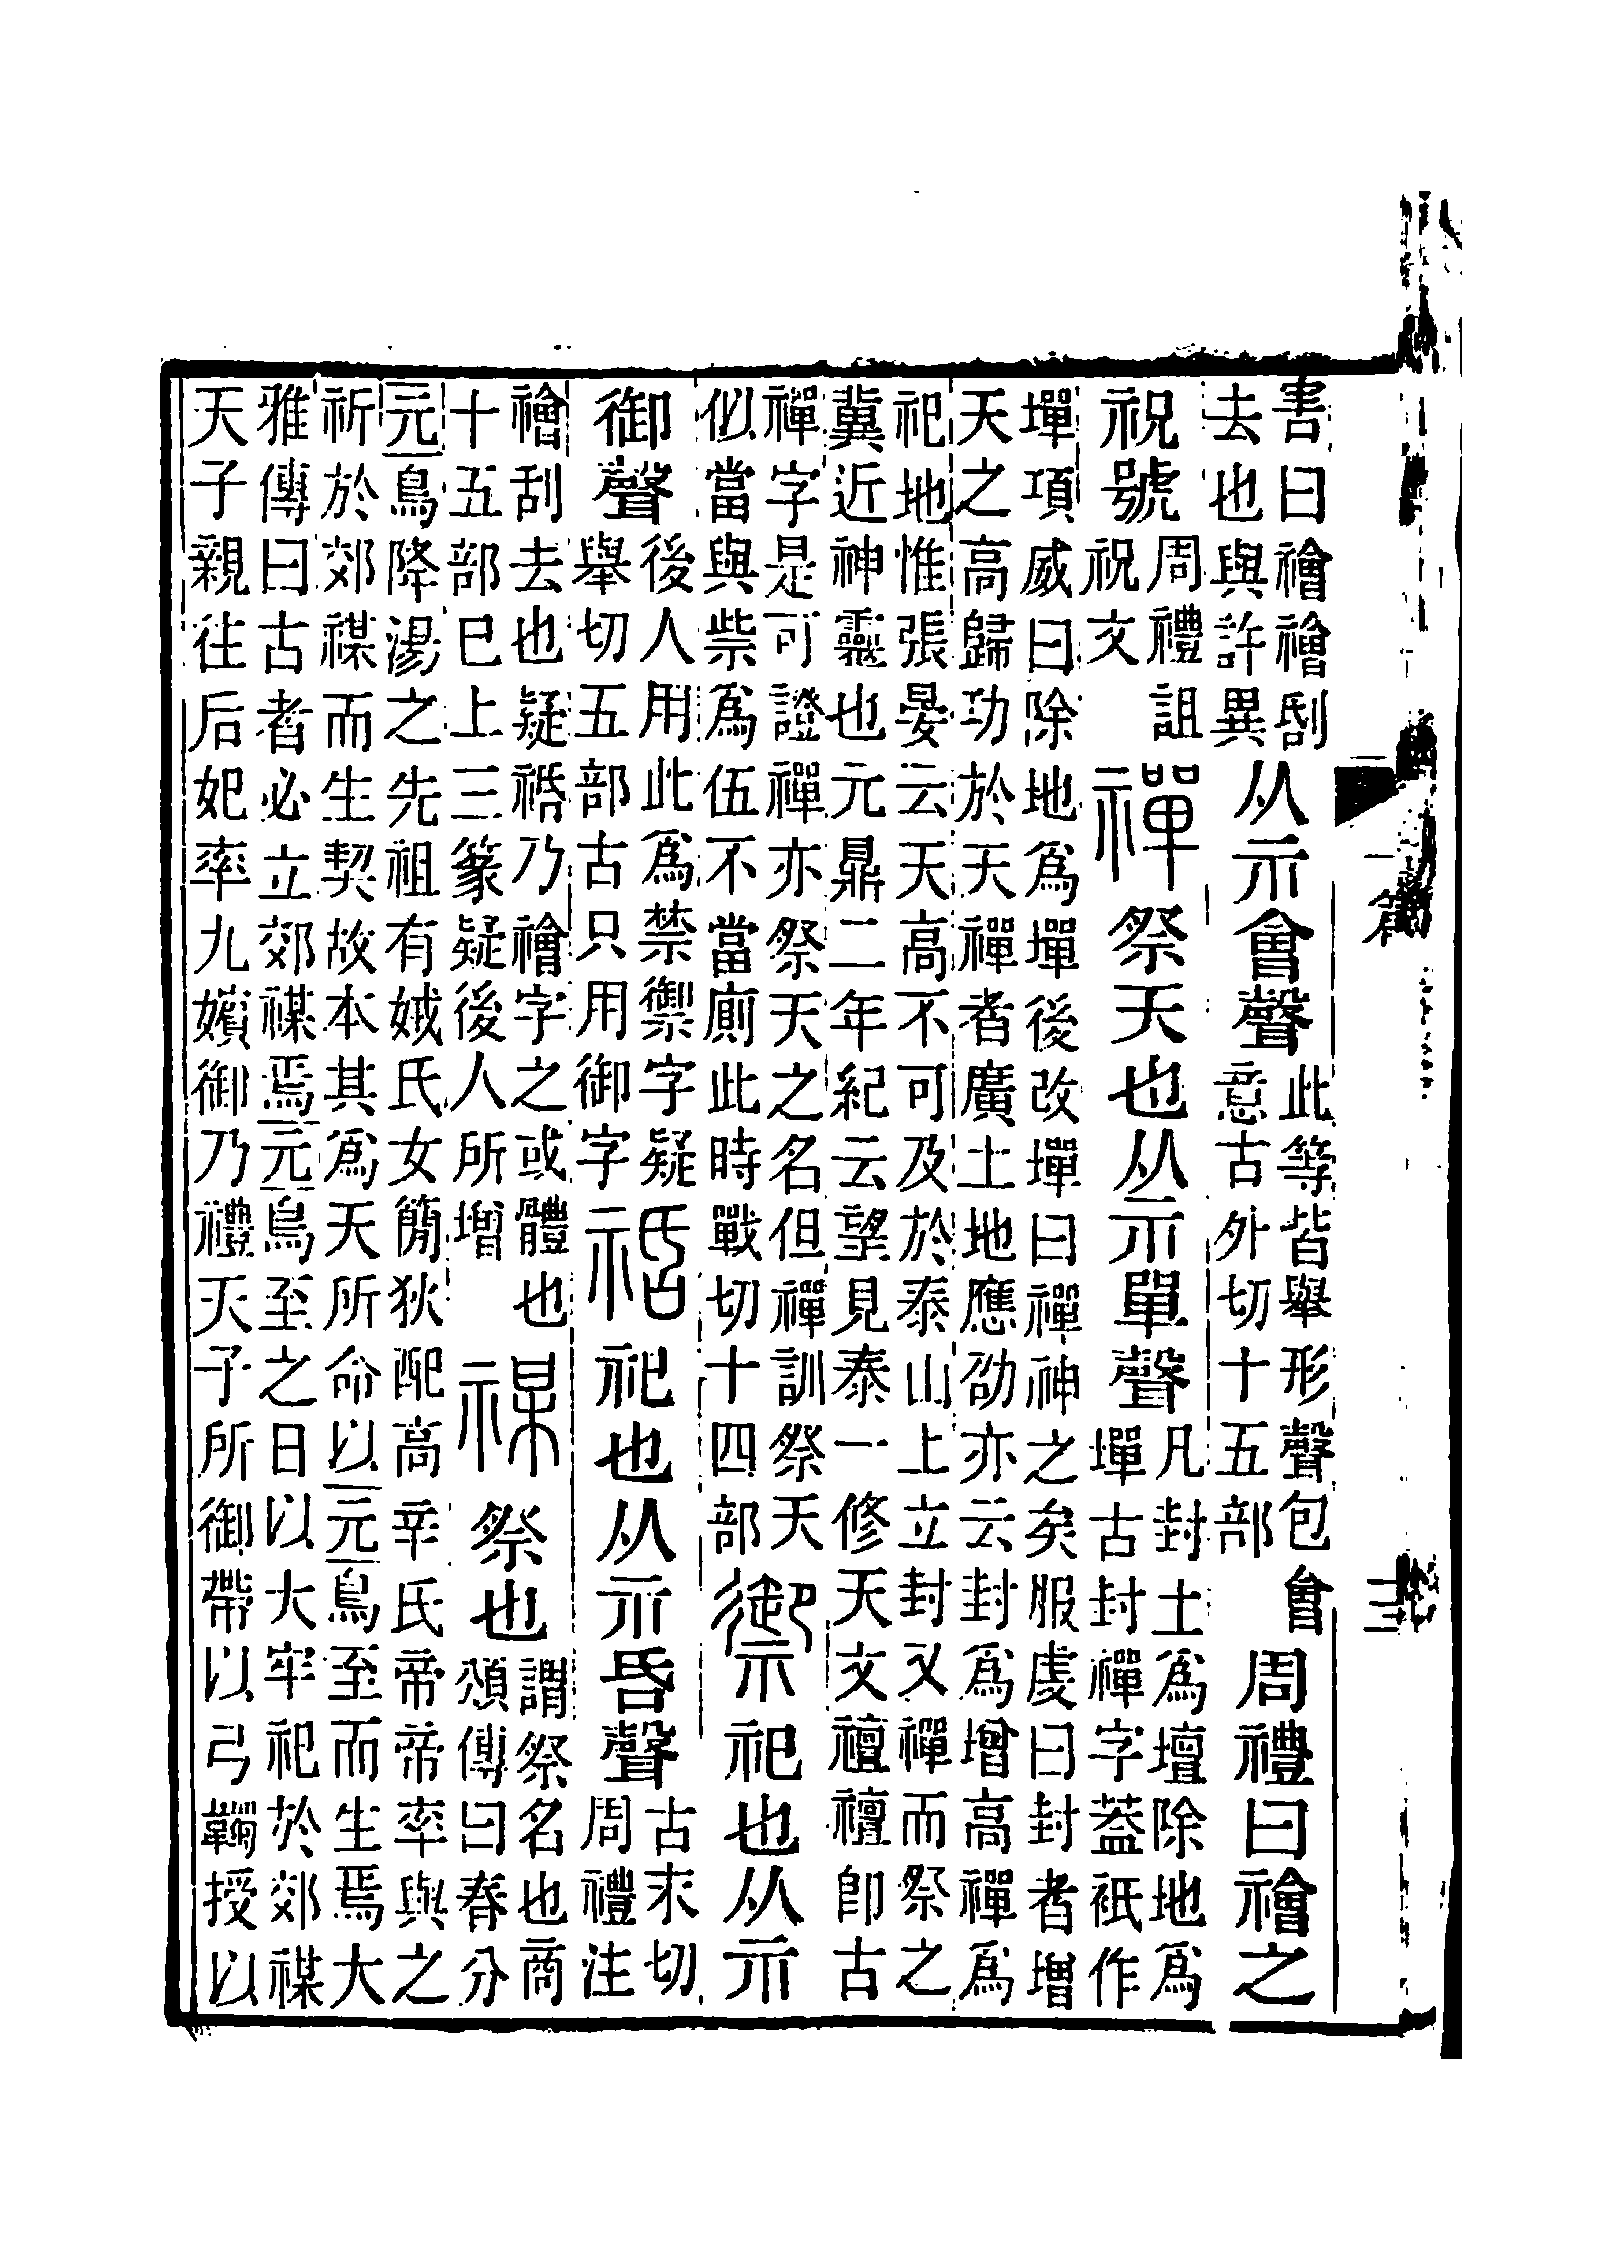 書曰禬禬刮
去也與許異
从示會聲
此等皆舉形聲包會
意古外切十五部
周禮曰禬之
祝號
周禮詛
祝文
禪
祭天也从示單聲
凡封土爲壇除地爲
墠古封禪字蓋衹作
墠項威曰除地爲墠後改墠曰禪神之矣服虔曰封者增
天之高歸功於天禪者廣土地應劭亦云封爲增高禪爲
祀地惟張晏云天高不可及於泰山上立封又禪而祭之
冀近神靈也元鼎二年紀云望見泰一修天文襢襢卽古
禪字是可證禪亦祭天之名但禪訓祭天
似當與祡爲伍不當廁此時戰切十四部
禦
祀也从示
御聲
後人用此爲禁禦字疑
舉切五部古只用御字
䄆
祀也从示昏聲
古末切
周禮注
禬刮去也疑䄆乃禬字之或體也
十五部巳上三篆疑後人所增
禖
祭也
謂祭名也商
頌傳曰春分
元鳥降湯之先祖有娀氏女簡狄配高辛氏帝帝率與之
祈於郊禖而生契故本其爲天所命以元鳥至而生焉大
雅傳曰古者必立郊禖焉元鳥至之日以大牢祀於郊禖
天子親往后妃率九嬪御乃禮天子所御帶以弓韣授以